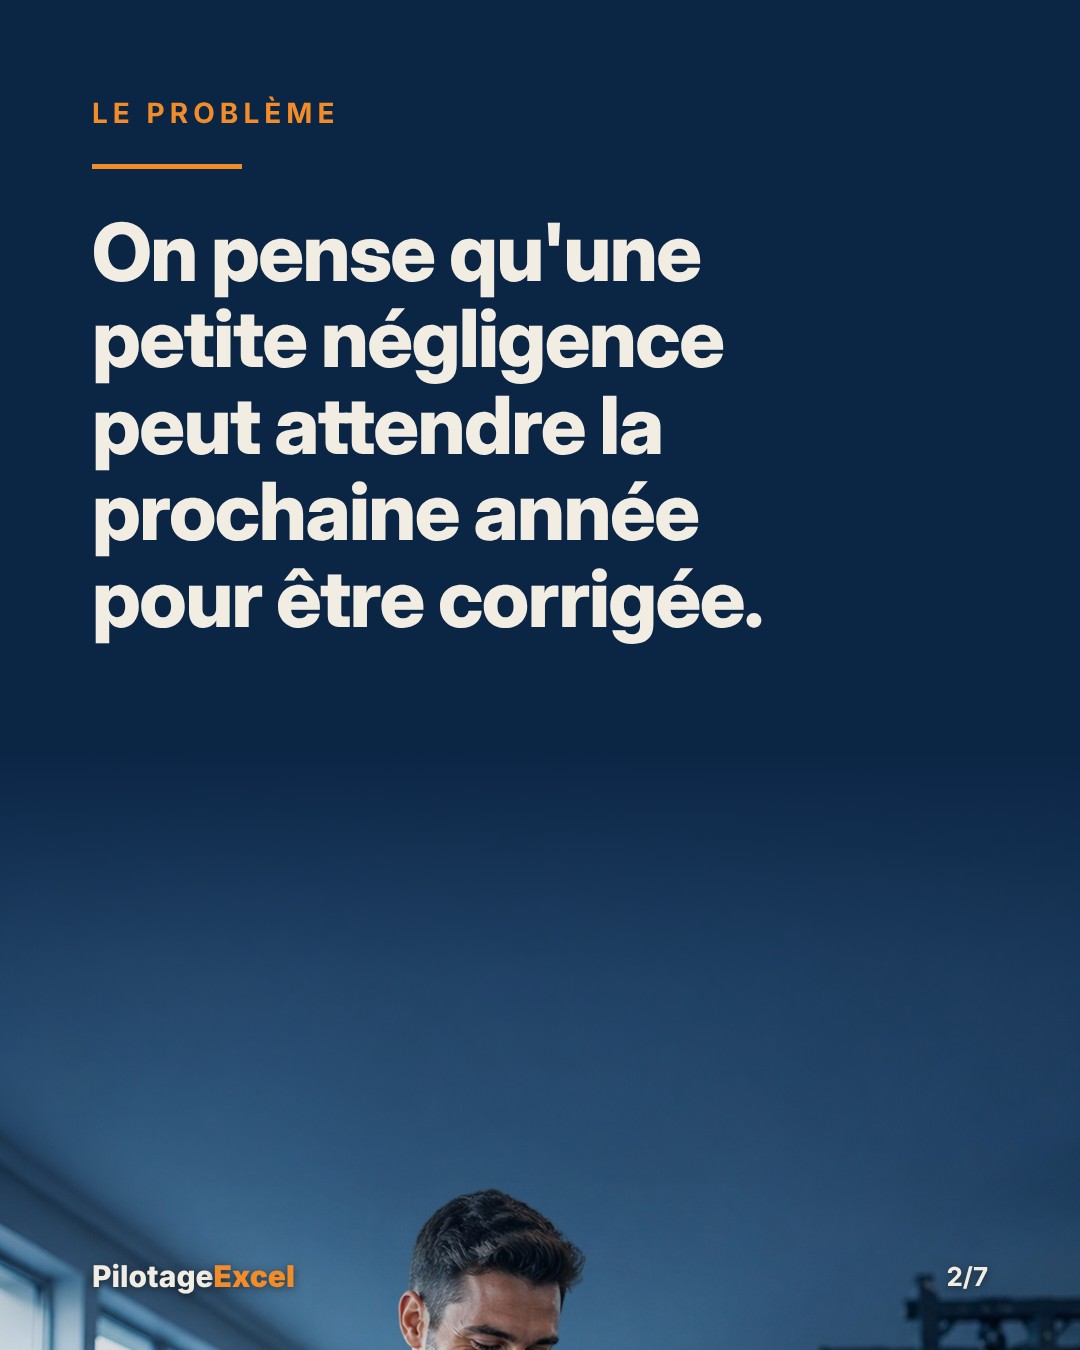 LE PROBLÈME
On pense qu'une
petite négligence
peut attendre la
prochaine année
pour être corrigée.
PilotageExcel
2/7